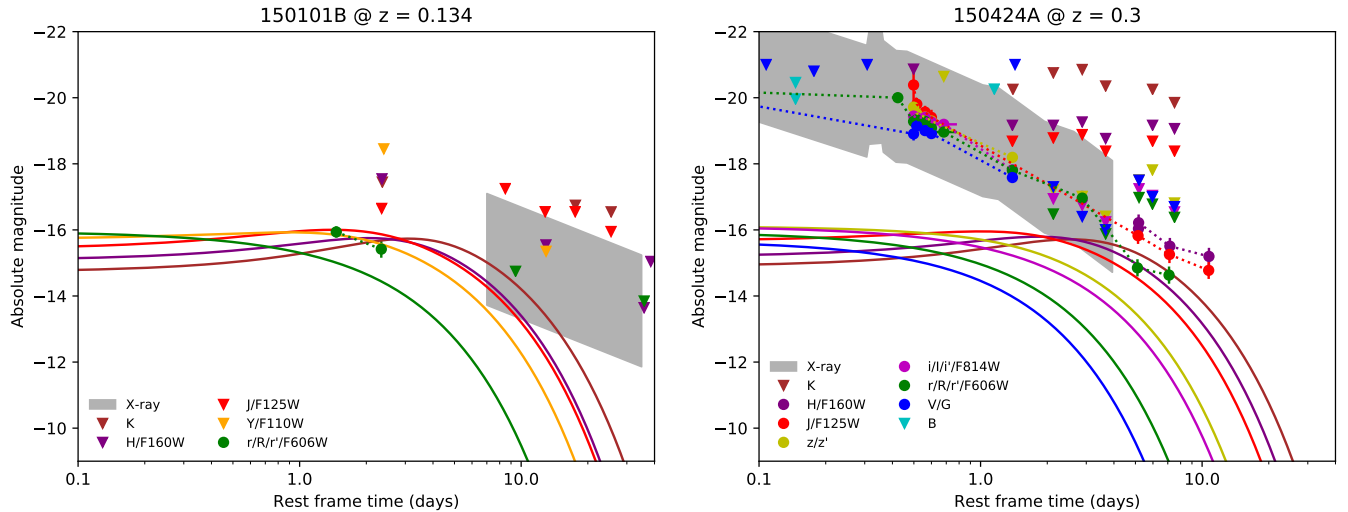 150101B @ z = 0.134
−22
−20
−18
−16
−14
−12
−10
Absolute magnitude
X-ray
K
H/F160W
J/F125W
Y/F110W
r/R/r'/F606W
0.1
1.0
10.0
Rest frame time (days)
150424A @ z = 0.3
−22
−20
−18
−16
−14
−12
−10
Absolute magnitude
X-ray
K
H/F160W
J/F125W
z/z'
i/I/i'/F814W
r/R/r'/F606W
V/G
B
0.1
1.0
10.0
Rest frame time (days)